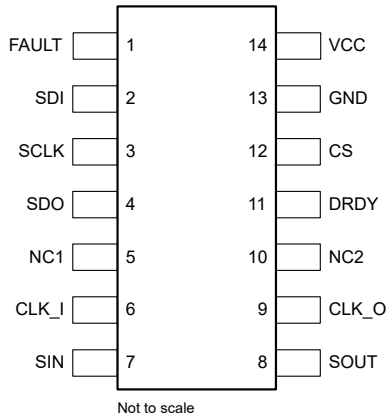 FAULT 1 14 VCC
SDI 2 13 GND
SCLK 3 12 CS
SDO 4 11 DRDY
NC1 5 10 NC2
CLK_I 6 9 CLK_O
SIN 7 8 SOUT
Not to scale